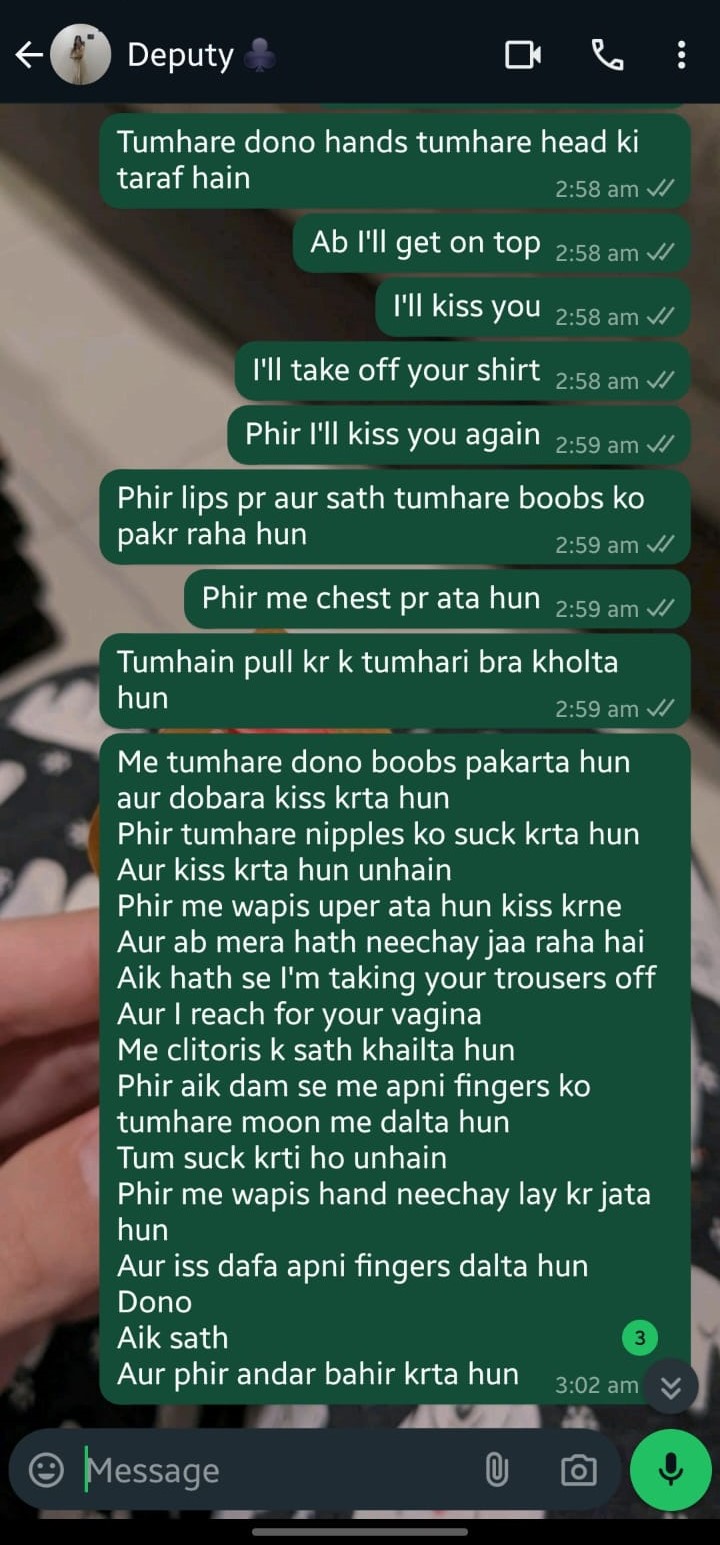 Deputy ♣
Tumhare dono hands tumhare head ki
taraf hain
2:58 am
Ab I'll get on top 2:58 am
I'll kiss you 2:58 am
I'll take off your shirt 2:58 am
Phir I'll kiss you again 2:59 am
Phir lips pr aur sath tumhare boobs ko
pakr raha hun
2:59 am
Phir me chest pr ata hun 2:59 am
Tumhain pull kr k tumhari bra kholta
hun
2:59 am
Me tumhare dono boobs pakarta hun
aur dobara kiss krta hun
Phir tumhare nipples ko suck krta hun
Aur kiss krta hun unhain
Phir me wapis uper ata hun kiss krne
Aur ab mera hath neechay jaa raha hai
Aik hath se I'm taking your trousers off
Aur I reach for your vagina
Me clitoris k sath khailta hun
Phir aik dam se me apni fingers ko
tumhare moon me dalta hun
Tum suck krti ho unhain
Phir me wapis hand neechay lay kr jata
hun
Aur iss dafa apni fingers dalta hun
Dono
Aik sath
3
Aur phir andar bahir krta hun 3:02 am
Message